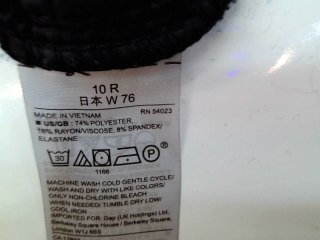 10 R
日本 W 76
MADE IN VIETNAM RN 54023
■ US/GB : 74% POLYESTER,
18% RAYON/VISCOSE, 8% SPANDEX/
ELASTANE
30 P
1166
MACHINE WASH COLD GENTLE CYCLE/
WASH AND DRY WITH LIKE COLORS/
ONLY NON-CHLORINE BLEACH
WHEN NEEDED/ TUMBLE DRY LOW/
COOL IRON
IMPORTED FOR: Gap (UK Holdings) Ltd.
Berkeley Square House / Berkeley Square
London W1J 6BS